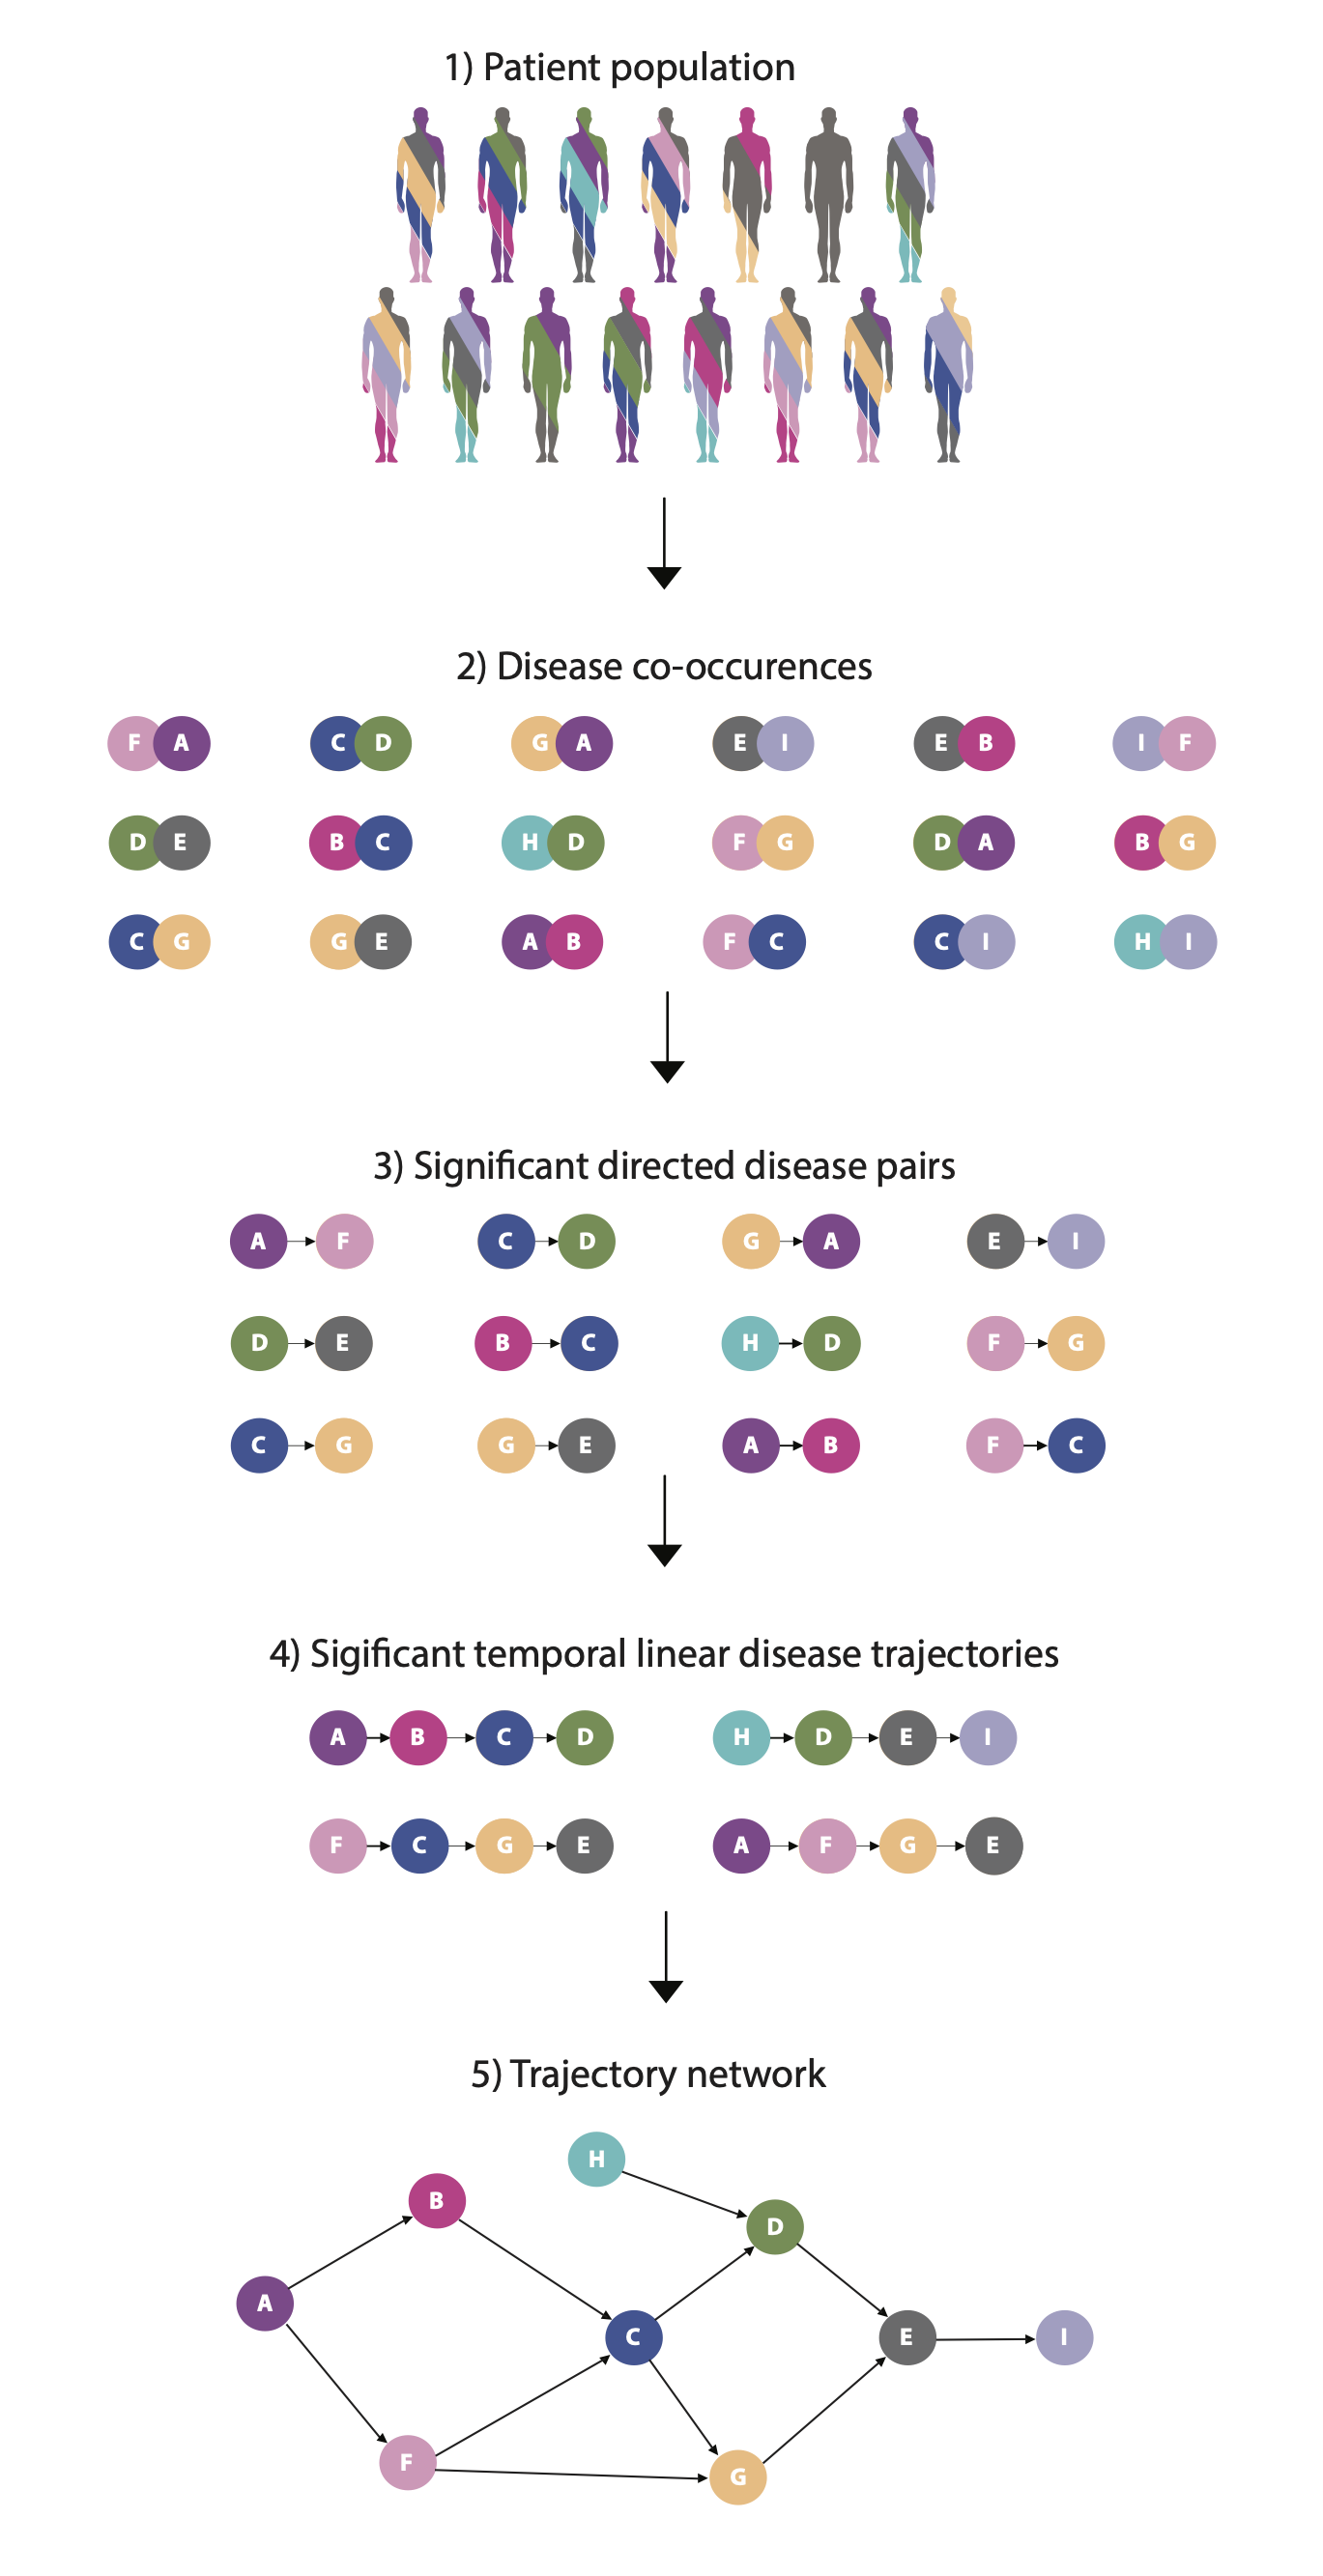 1) Patient population
2) Disease co-occurences
F A C D G A E I E B I F
D E B C H D F G D A B G
C G G E A B F C C I H I
3) Significant directed disease pairs
A F C D G A E I
D E B C H D F G
C G G E A B F C
4) Sigificant temporal linear disease trajectories
A B C D H D E I
F C G E A F G E
5) Trajectory network
H
B
D
A
C
E I
F
G